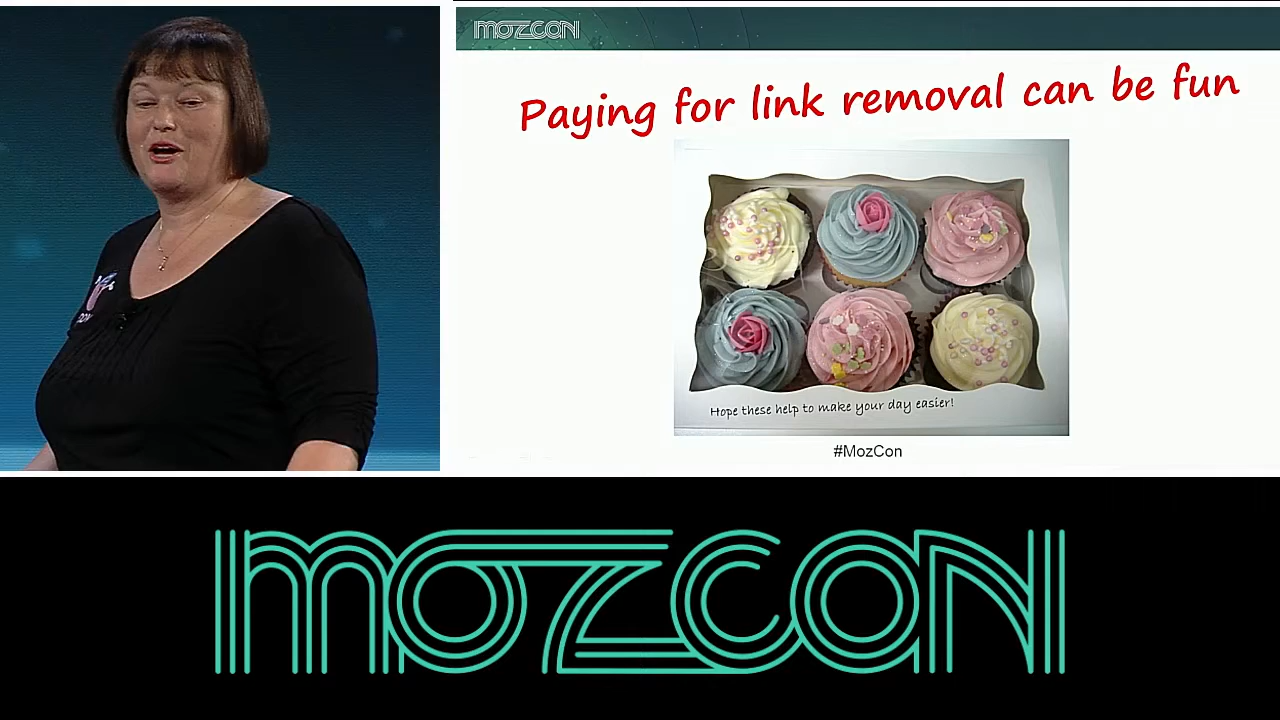 MOZCON
Paying for link removal can be fun
Hope these help to make your day easier!
#MozCon
MOZCON